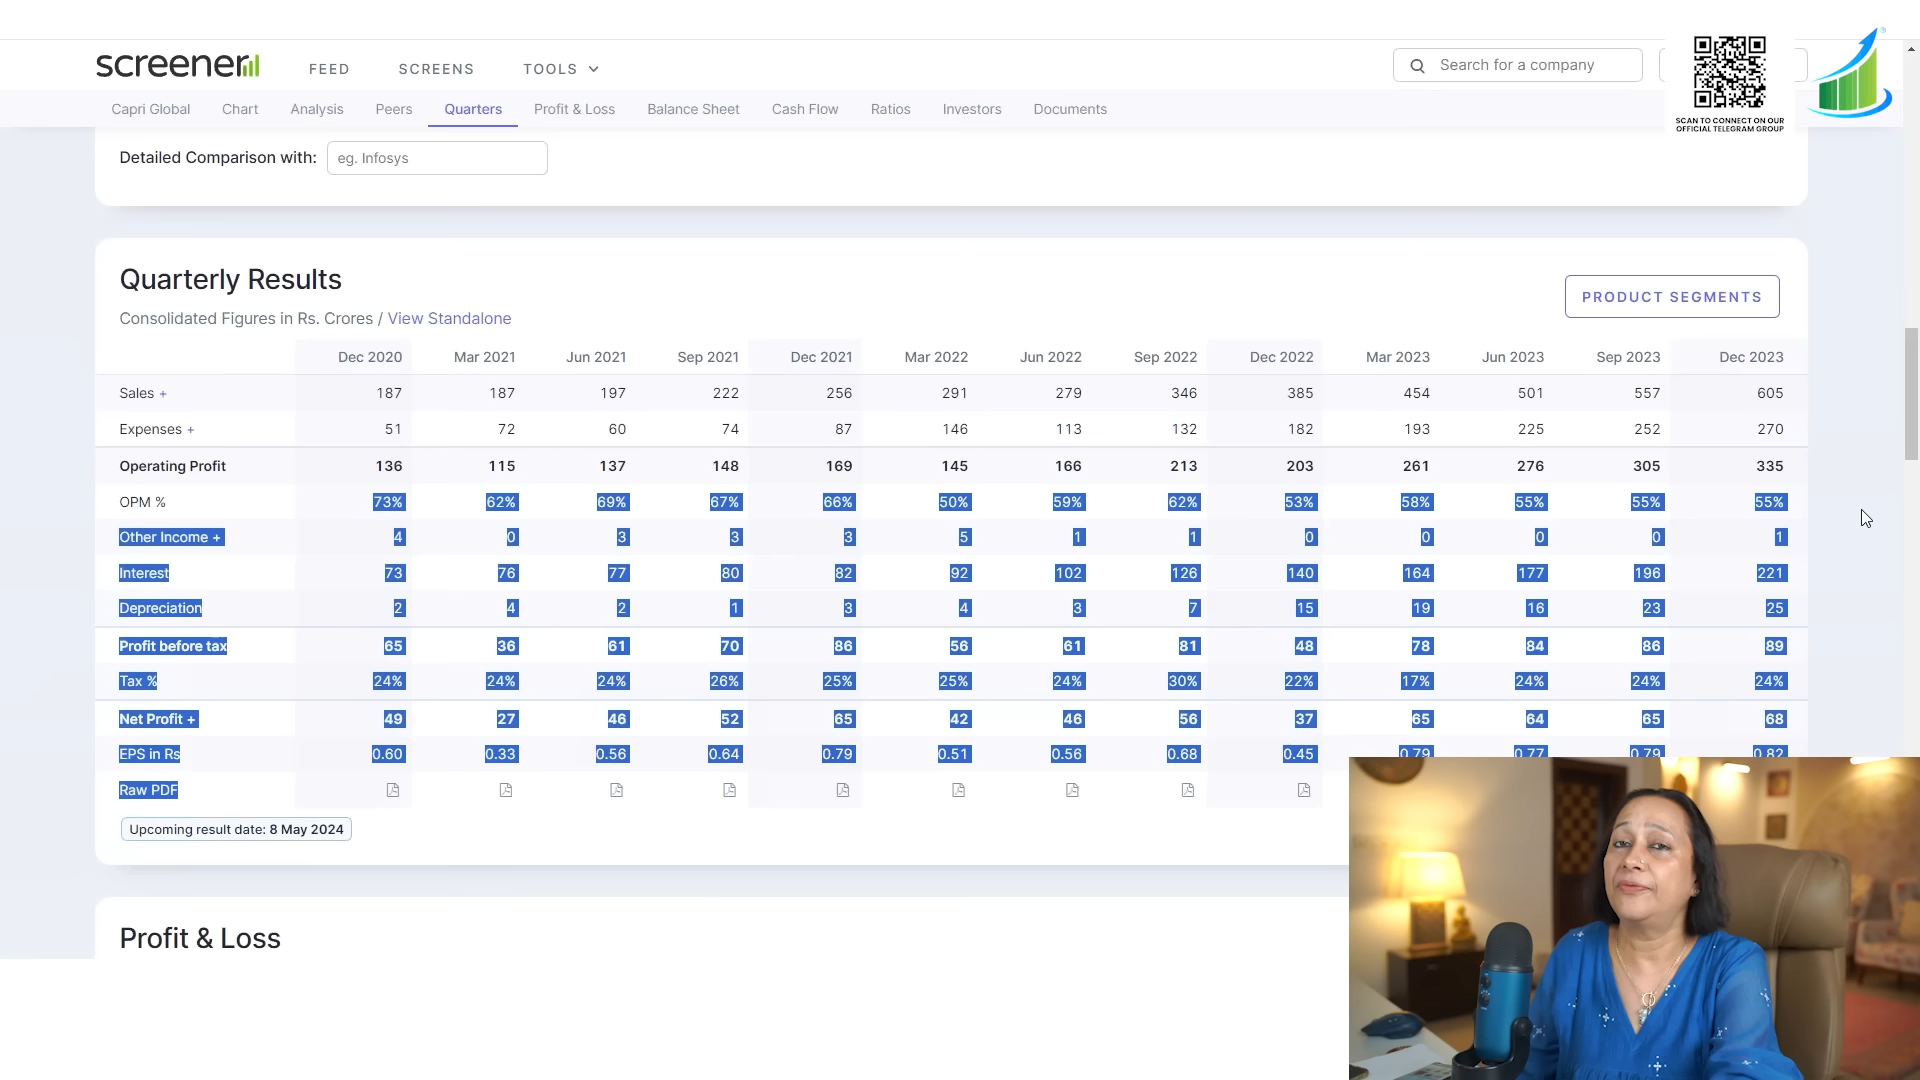 screener
FEED SCREENS TOOLS
Search for a company
SCAN TO CONNECT ON OUR
OFFICIAL TELEGRAM GROUP
Capri Global Chart Analysis Peers Quarters Profit & Loss Balance Sheet Cash Flow Ratios Investors Documents
Detailed Comparison with: eg. Infosys
Quarterly Results
PRODUCT SEGMENTS
Consolidated Figures in Rs. Crores / View Standalone
Dec 2020 Mar 2021 Jun 2021 Sep 2021 Dec 2021 Mar 2022 Jun 2022 Sep 2022 Dec 2022 Mar 2023 Jun 2023 Sep 2023 Dec 2023
Sales + 187 187 197 222 256 291 279 346 385 454 501 557 605
Expenses + 51 72 60 74 87 146 113 132 182 193 225 252 270
Operating Profit 136 115 137 148 169 145 166 213 203 261 276 305 335
OPM % 73% 62% 69% 67% 66% 50% 59% 62% 53% 58% 55% 55% 55%
Other Income + 4 0 3 3 3 5 1 1 0 0 0 0 1
Interest 73 76 77 80 82 92 102 126 140 164 177 196 221
Depreciation 2 4 2 1 3 4 3 7 15 19 16 23 25
Profit before tax 65 36 61 70 86 56 61 81 48 78 84 86 89
Tax % 24% 24% 24% 26% 25% 25% 24% 30% 22% 17% 24% 24% 24%
Net Profit + 49 27 46 52 65 42 46 56 37 65 64 65 68
EPS in Rs 0.60 0.33 0.56 0.64 0.79 0.51 0.56 0.68 0.45 0.79 0.77 0.79 0.82
Raw PDF
Upcoming result date: 8 May 2024
Profit & Loss